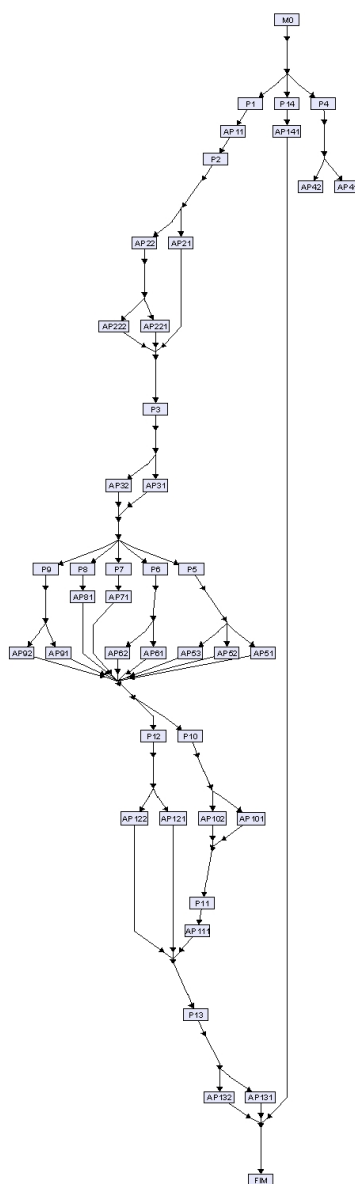 M0
P1 P14 P4
AP11 AP141
P2
AP42
AP22 AP21
AP222 AP221
P3
AP32 AP31
P9 P8 P7 P6 P5
AP81 AP71
AP92 AP91 AP62 AP61 AP53 AP52 AP51
P12 P10
AP122 AP121 AP102 AP101
P11
AP111
P13
AP132 AP131
FIM